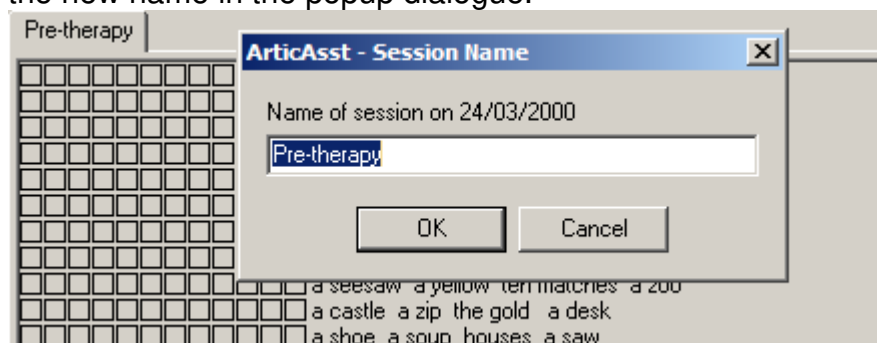 the new name in the popup dialogue.
Pre-therapy
ArticAsst - Session Name
Name of session on 24/03/2000
Pre-therapy
OK Cancel
a seesaw a yellow ten matches a zoo
a castle a zip the gold a desk
a shoe a soup houses a saw